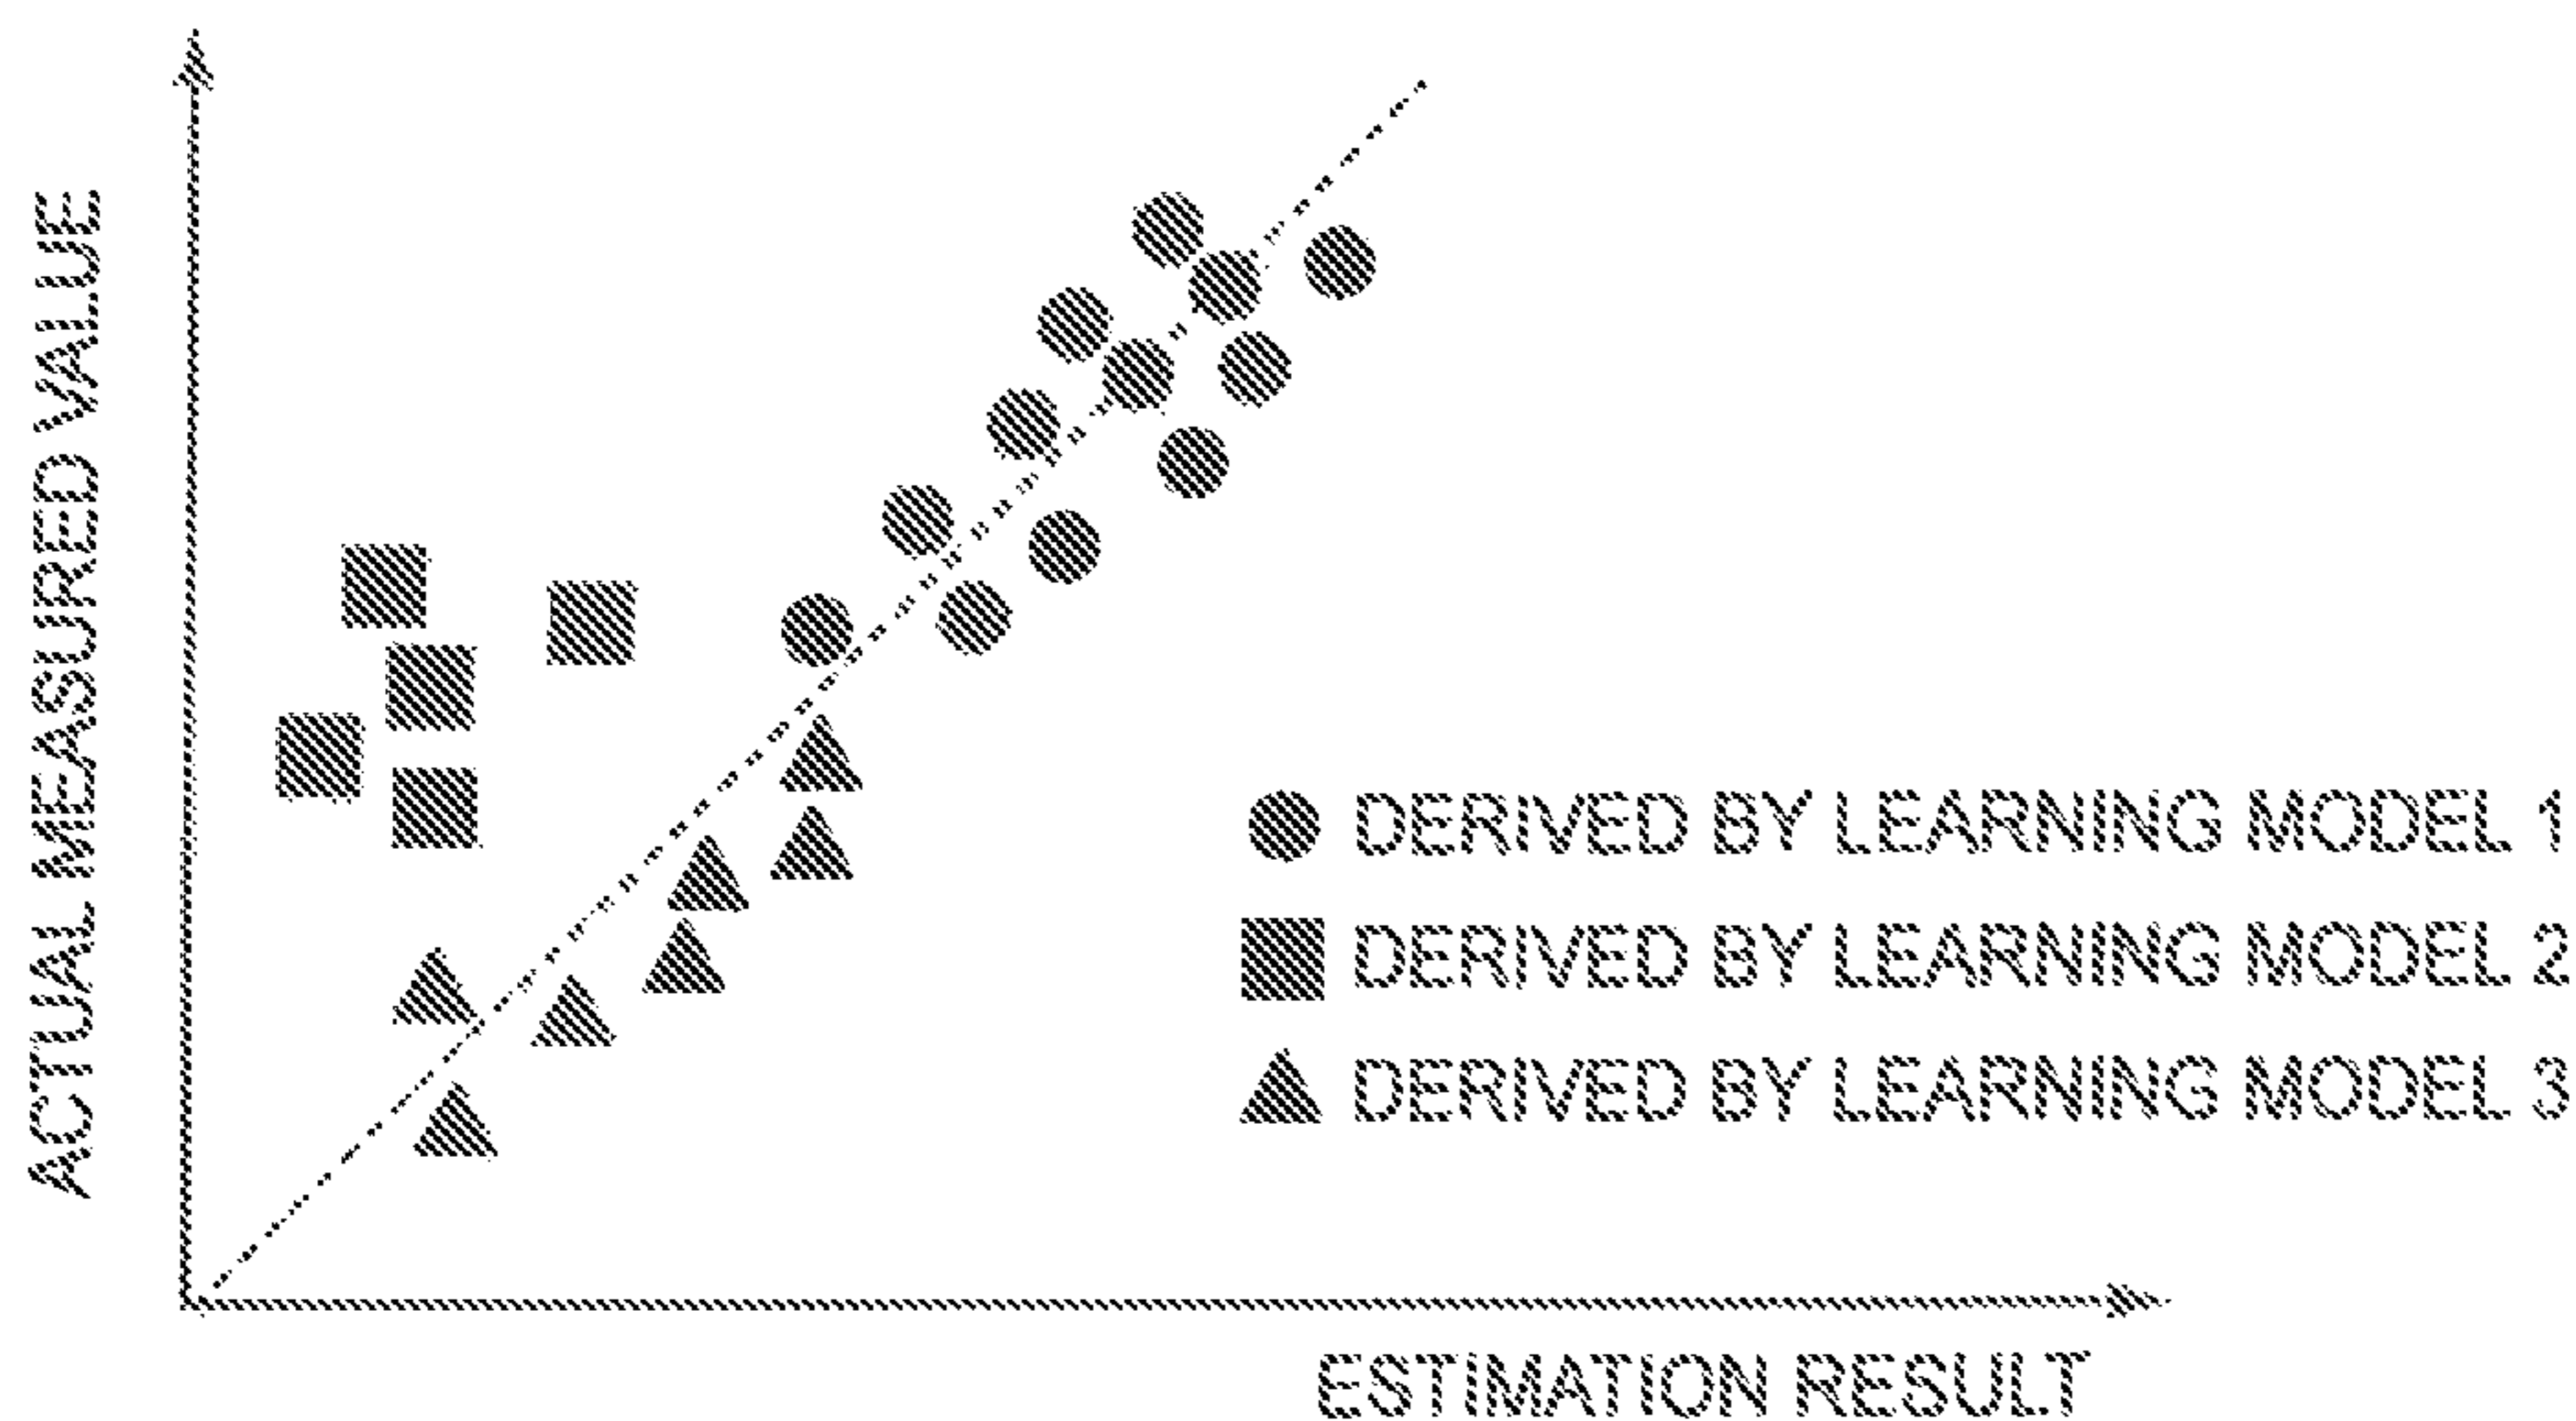 ACTUAL MEASURED VALUE
DERIVED BY LEARNING MODEL 1
DERIVED BY LEARNING MODEL 2
DERIVED BY LEARNING MODEL 3
ESTIMATION RESULT